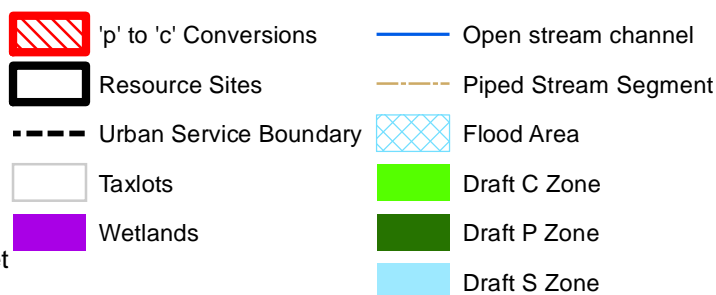 'p' to 'c' Conversions
Resource Sites
Urban Service Boundary
Taxlots
Wetlands
et
Open stream channel
Piped Stream Segment
Flood Area
Draft C Zone
Draft P Zone
Draft S Zone